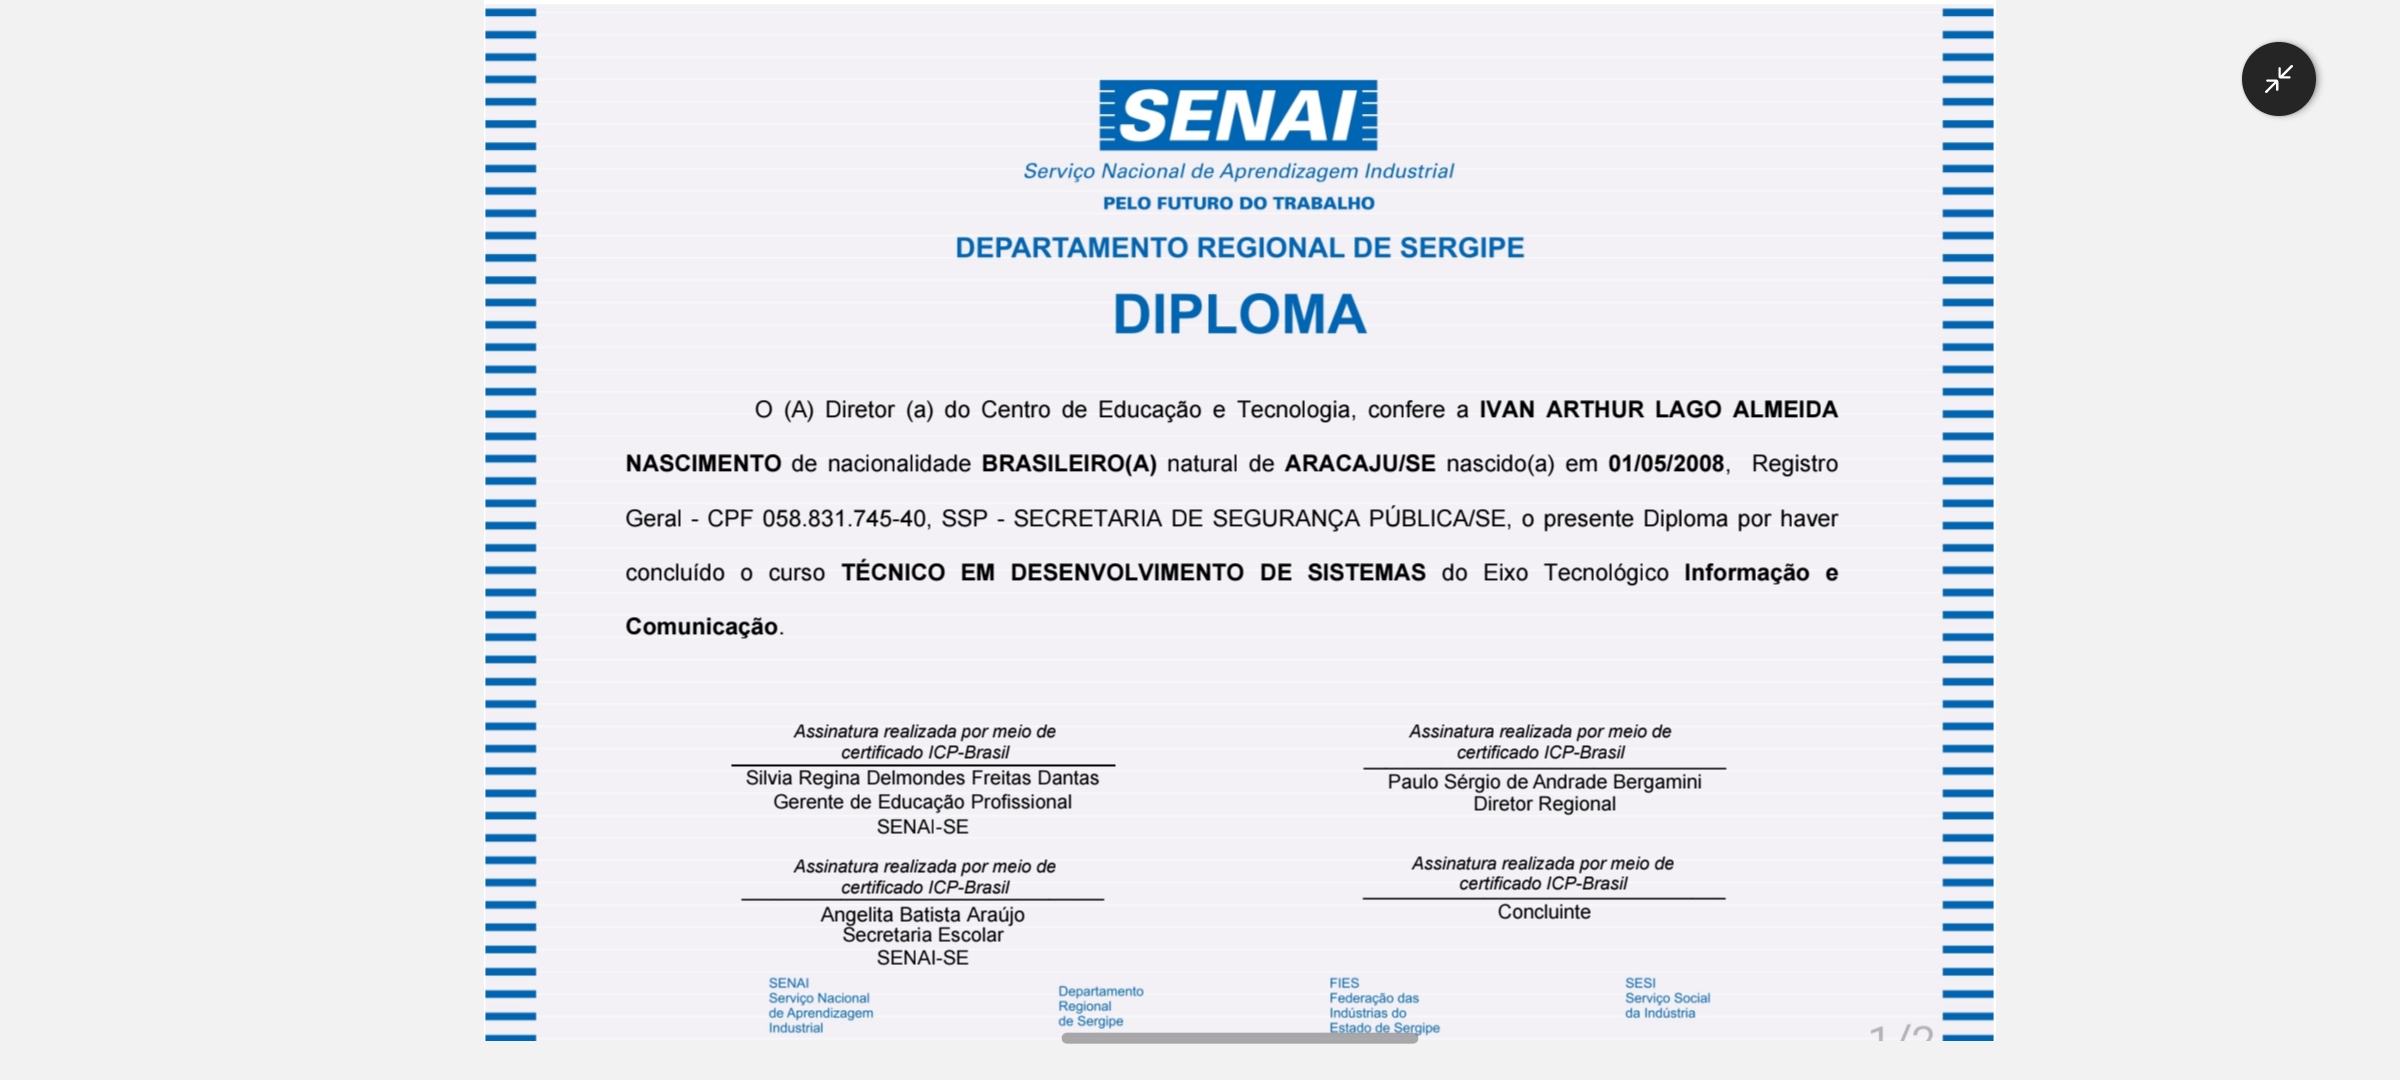 SENAI
Serviço Nacional de Aprendizagem Industrial
PELO FUTURO DO TRABALHO
DEPARTAMENTO REGIONAL DE SERGIPE
DIPLOMA
O (A) Diretor (a) do Centro de Educação e Tecnologia, confere a IVAN ARTHUR LAGO ALMEIDA
NASCIMENTO de nacionalidade BRASILEIRO(A) natural de ARACAJU/SE nascido(a) em 01/05/2008, Registro
Geral - CPF 058.831.745-40, SSP - SECRETARIA DE SEGURANÇA PÚBLICA/SE, o presente Diploma por haver
concluído o curso TÉCNICO EM DESENVOLVIMENTO DE SISTEMAS do Eixo Tecnológico Informação e
Comunicação.
Assinatura realizada por meio de
certificado ICP-Brasil
Silvia Regina Delmondes Freitas Dantas
Gerente de Educação Profissional
SENAI-SE
Assinatura realizada por meio de
certificado ICP-Brasil
Paulo Sérgio de Andrade Bergamini
Diretor Regional
Assinatura realizada por meio de
certificado ICP-Brasil
Angelita Batista Araújo
Secretaria Escolar
SENAI-SE
Assinatura realizada por meio de
certificado ICP-Brasil
Concluinte
SENAI
Serviço Nacional
de Aprendizagem
Industrial
Departamento
Regional
de Sergipe
FIES
Federação das
Indústrias do
Estado de Sergipe
SESI
Serviço Social
da Indústria
1/2